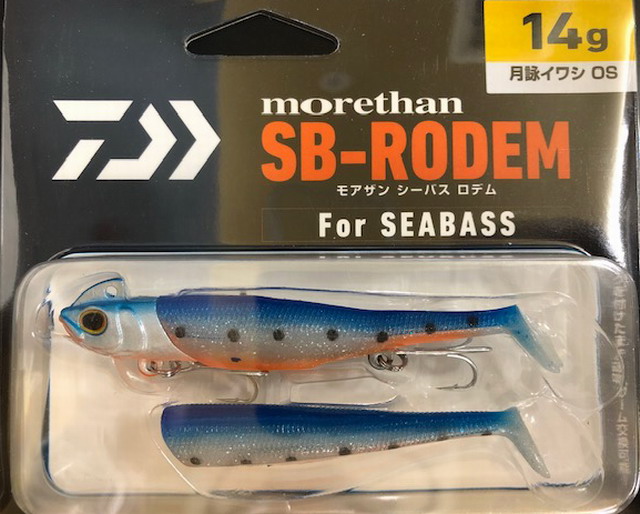 14g
月詠イワシ OS
morethan
SB-RODEM
モアザン シーバス ロデム
For SEABASS